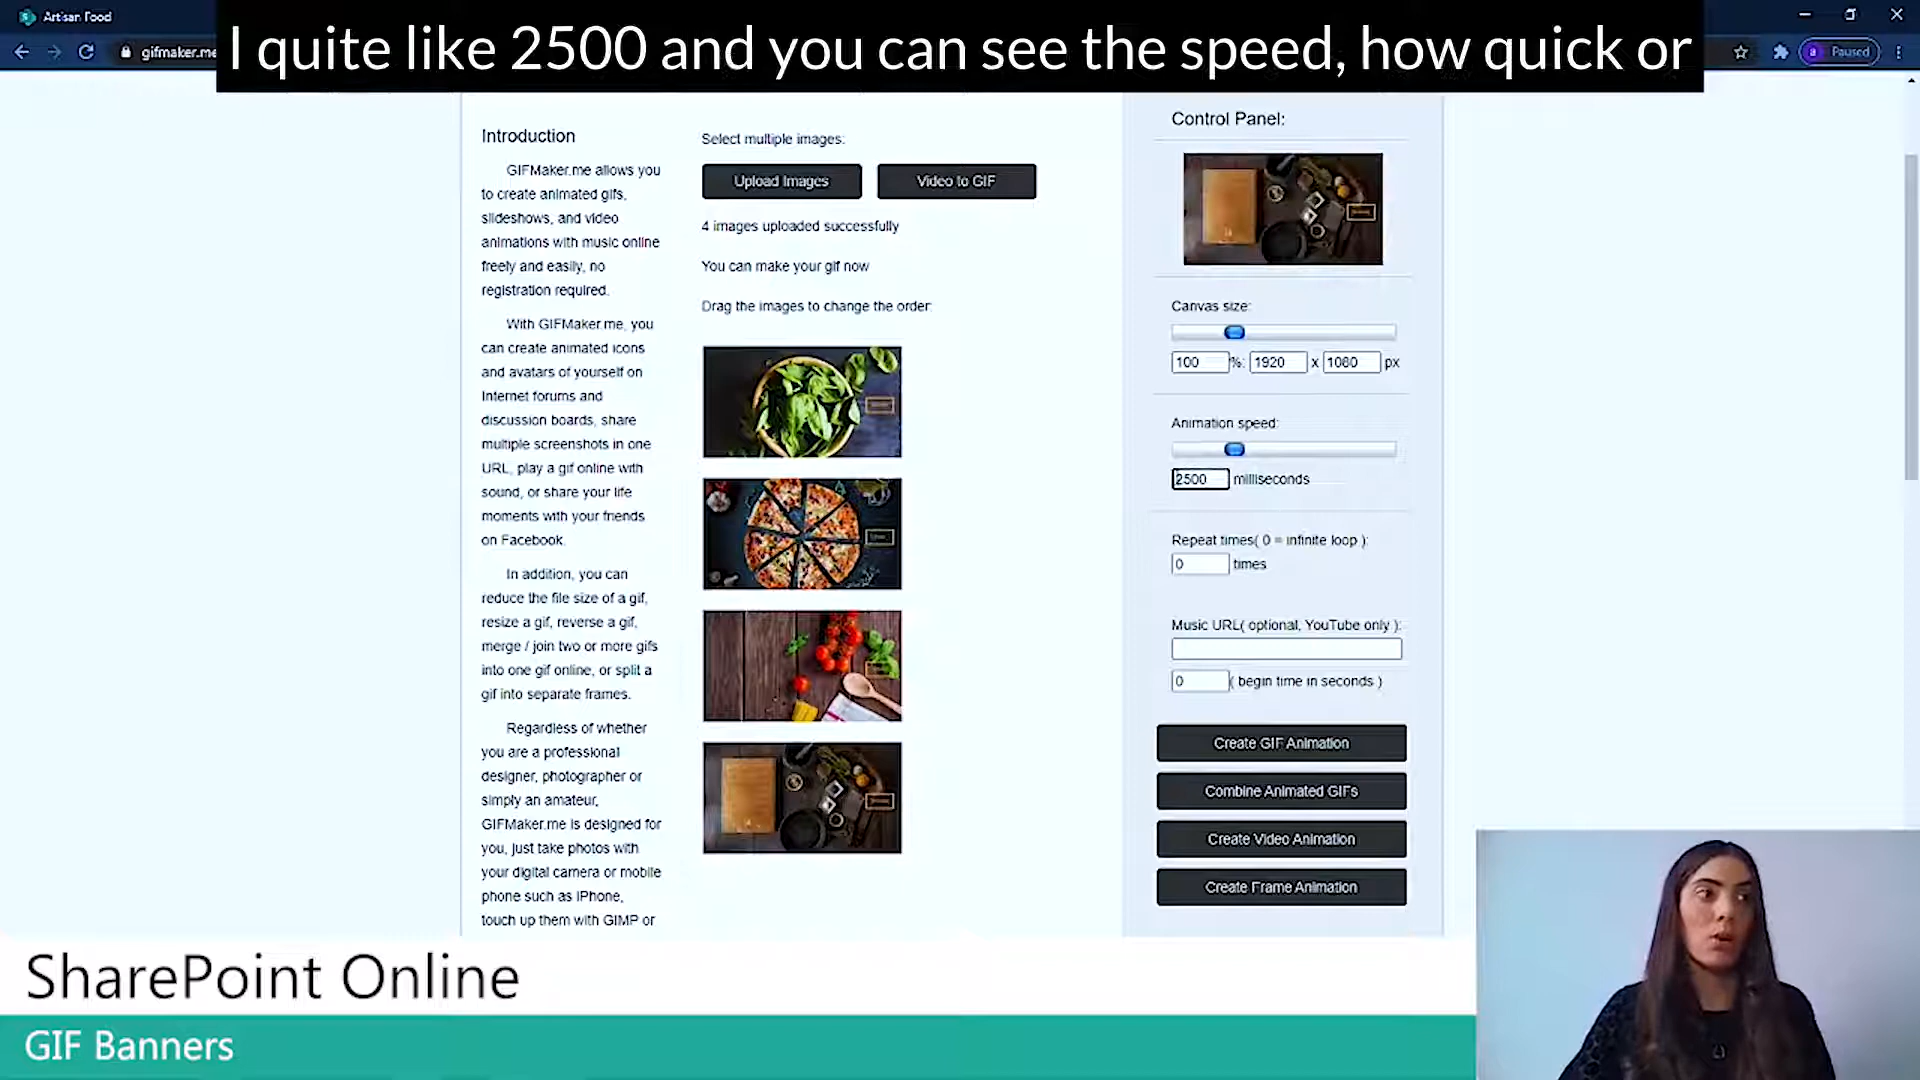 Artisan Food
gifmaker.me
Paused
I quite like 2500 and you can see the speed, how quick or
Introduction
GIFMaker.me allows you
to create animated gifs,
slideshows, and video
animations with music online
freely and easily, no
registration required.
With GIFMaker.me, you
can create animated icons
and avatars of yourself on
Internet forums and
discussion boards, share
multiple screenshots in one
URL, play a gif online with
sound, or share your life
moments with your friends
on Facebook.
In addition, you can
reduce the file size of a gif,
resize a gif, reverse a gif,
merge / join two or more gifs
into one gif online, or split a
gif into separate frames.
Regardless of whether
you are a professional
designer, photographer or
simply an amateur,
GIFMaker.me is designed for
you, just take photos with
your digital camera or mobile
phone such as iPhone,
touch up them with GIMP or
Select multiple images:
Upload Images
Video to GIF
4 images uploaded successfully
You can make your gif now
Drag the images to change the order:
Control Panel:
Canvas size:
100 %: 1920 x 1080 px
Animation speed:
2500 milliseconds
Repeat times( 0 = infinite loop ):
0 times
Music URL( optional, YouTube only ):
0 ( begin time in seconds )
Create GIF Animation
Combine Animated GIFs
Create Video Animation
Create Frame Animation
SharePoint Online
GIF Banners